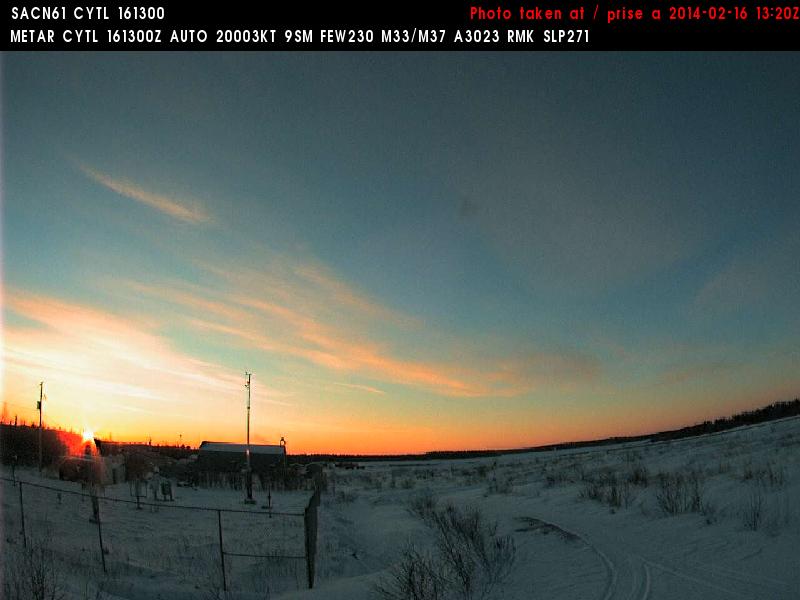 SACN61 CYTL 161300
Photo taken at / prise a 2014-02-16 13:20Z
METAR CYTL 161300Z AUTO 20003KT 9SM FEW230 M33/M37 A3023 RMK SLP271